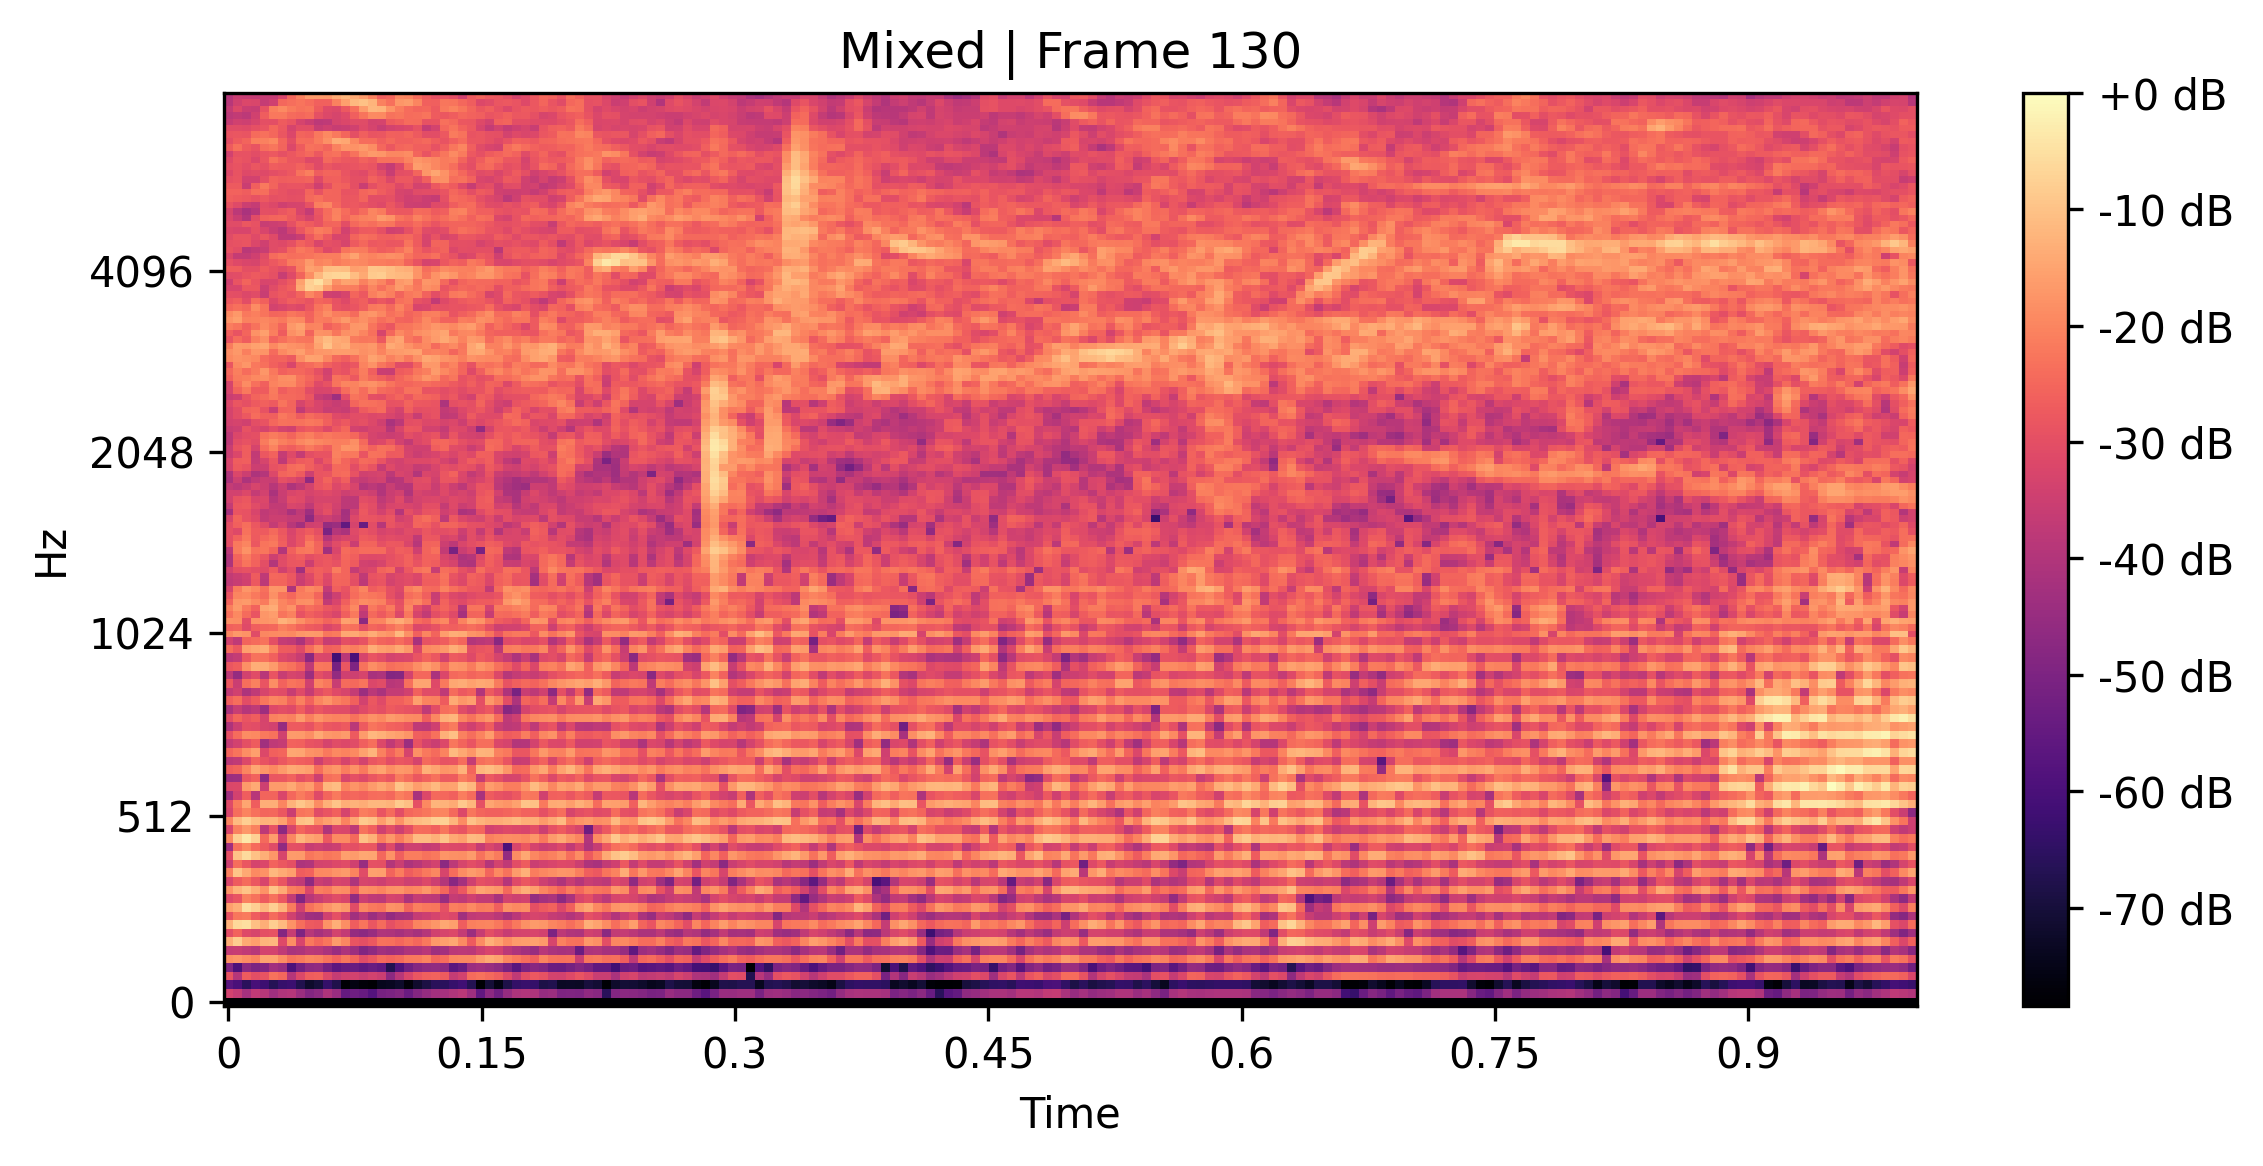 Mixed | Frame 130
+0 dB
-10 dB
-20 dB
-30 dB
-40 dB
-50 dB
-60 dB
-70 dB
Hz
4096
2048
1024
512
0
0 0.15 0.3 0.45 0.6 0.75 0.9
Time